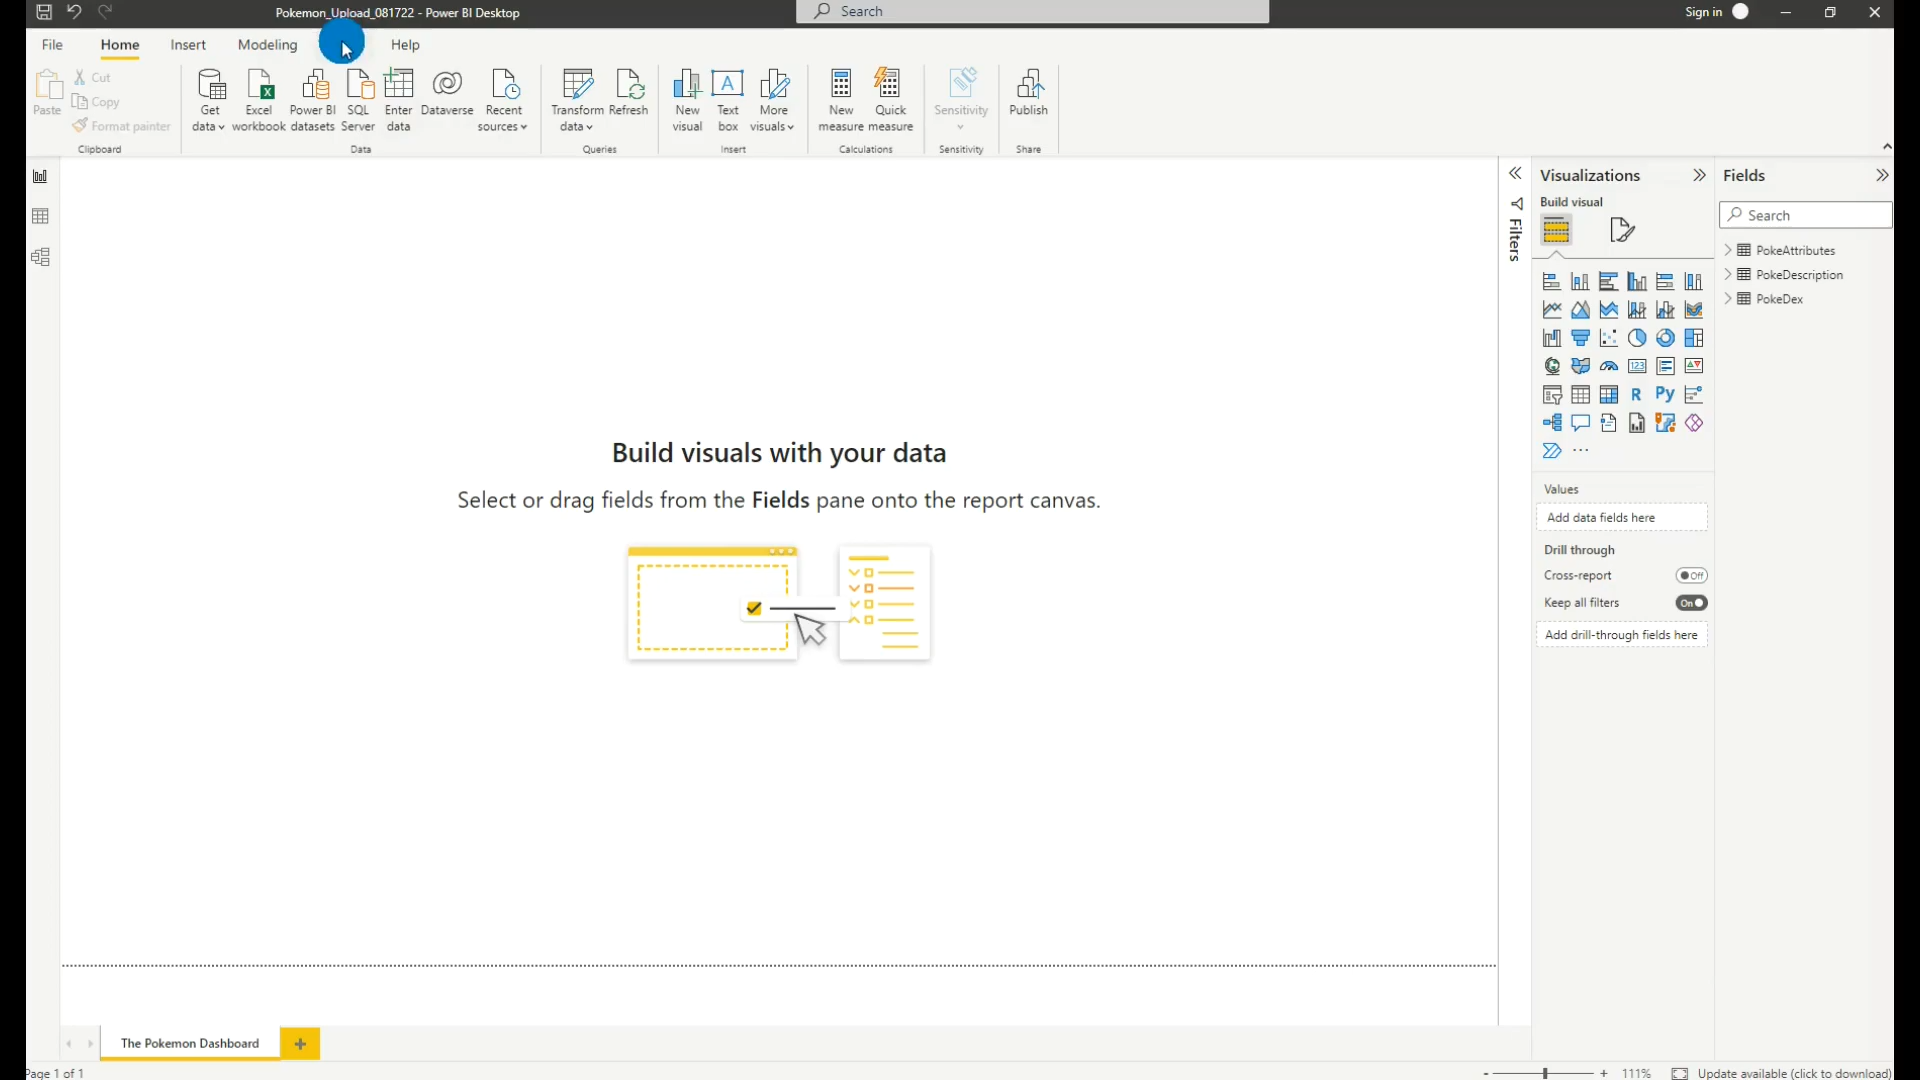 Pokemon_Upload_081722 - Power BI Desktop
Search
Sign in
File
Home
Insert
Modeling
Help
Paste
Cut
Copy
Format painter
Clipboard
Get data
Excel workbook
Power BI datasets
SQL Server
Enter data
Dataverse
Recent sources
Data
Transform data
Refresh
Queries
New visual
A
Text box
More visuals
Insert
New measure
Quick measure
Calculations
Sensitivity
Sensitivity
Publish
Share
Filters
Visualizations
Build visual
123
R
Py
Values
Add data fields here
Drill through
Cross-report
Off
Keep all filters
On
Add drill-through fields here
Fields
Search
PokeAttributes
PokeDescription
PokeDex
Build visuals with your data
Select or drag fields from the Fields pane onto the report canvas.
The Pokemon Dashboard
+
Page 1 of 1
- + 111%
Update available (click to download)